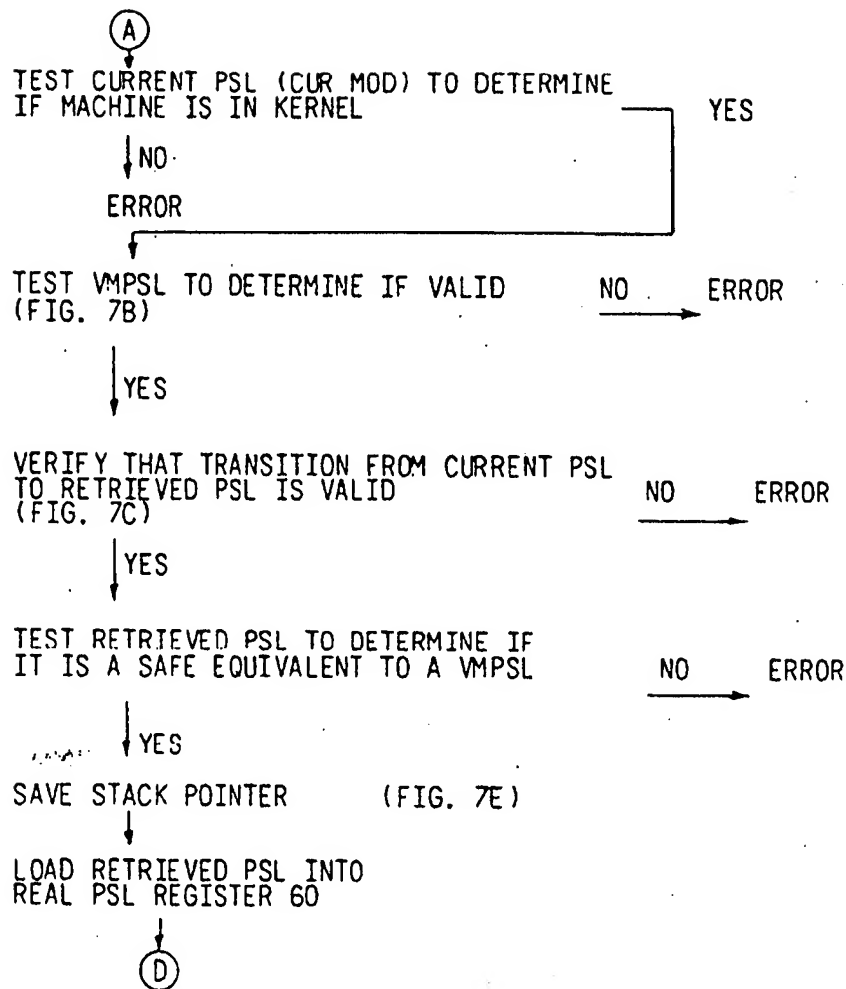 A
TEST CURRENT PSL (CUR MOD) TO DETERMINE
IF MACHINE IS IN KERNEL
YES
NO
ERROR
TEST VMPSL TO DETERMINE IF VALID NO ERROR
(FIG. 7B)
YES
VERIFY THAT TRANSITION FROM CURRENT PSL
TO RETRIEVED PSL IS VALID NO ERROR
(FIG. 7C)
YES
TEST RETRIEVED PSL TO DETERMINE IF
IT IS A SAFE EQUIVALENT TO A VMPSL NO ERROR
YES
SAVE STACK POINTER (FIG. 7E)
LOAD RETRIEVED PSL INTO
REAL PSL REGISTER 60
D